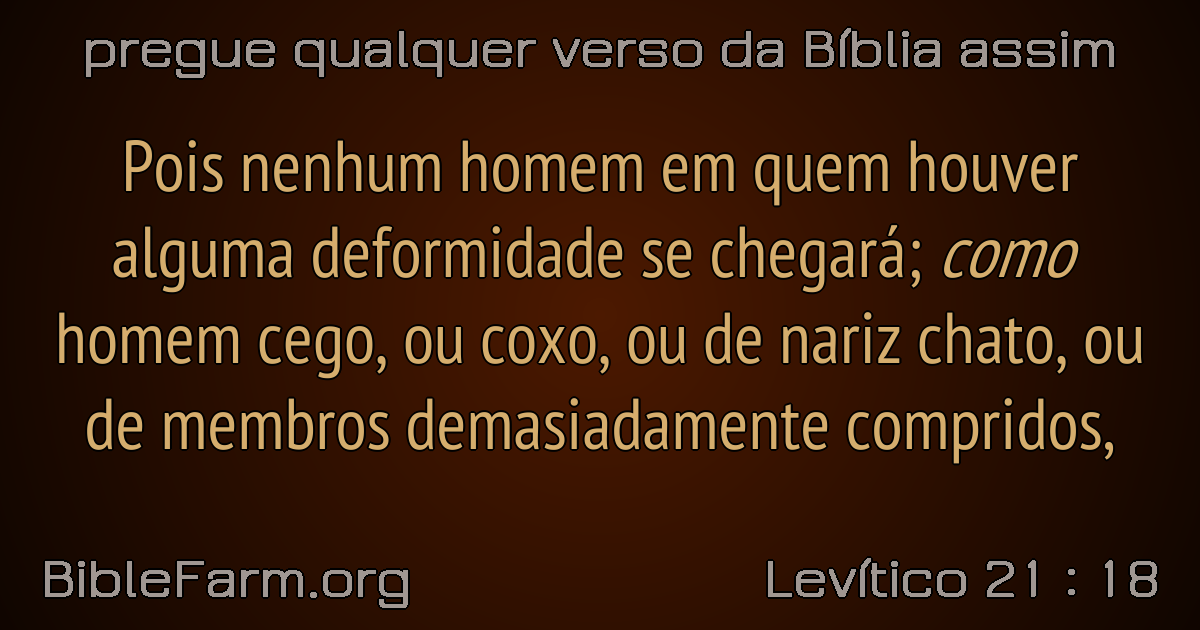 pregue qualquer verso da Bíblia assim
Pois nenhum homem em quem houver
alguma deformidade se chegará; como
homem cego, ou coxo, ou de nariz chato, ou
de membros demasiadamente compridos,
BibleFarm.org
Levítico 21 : 18